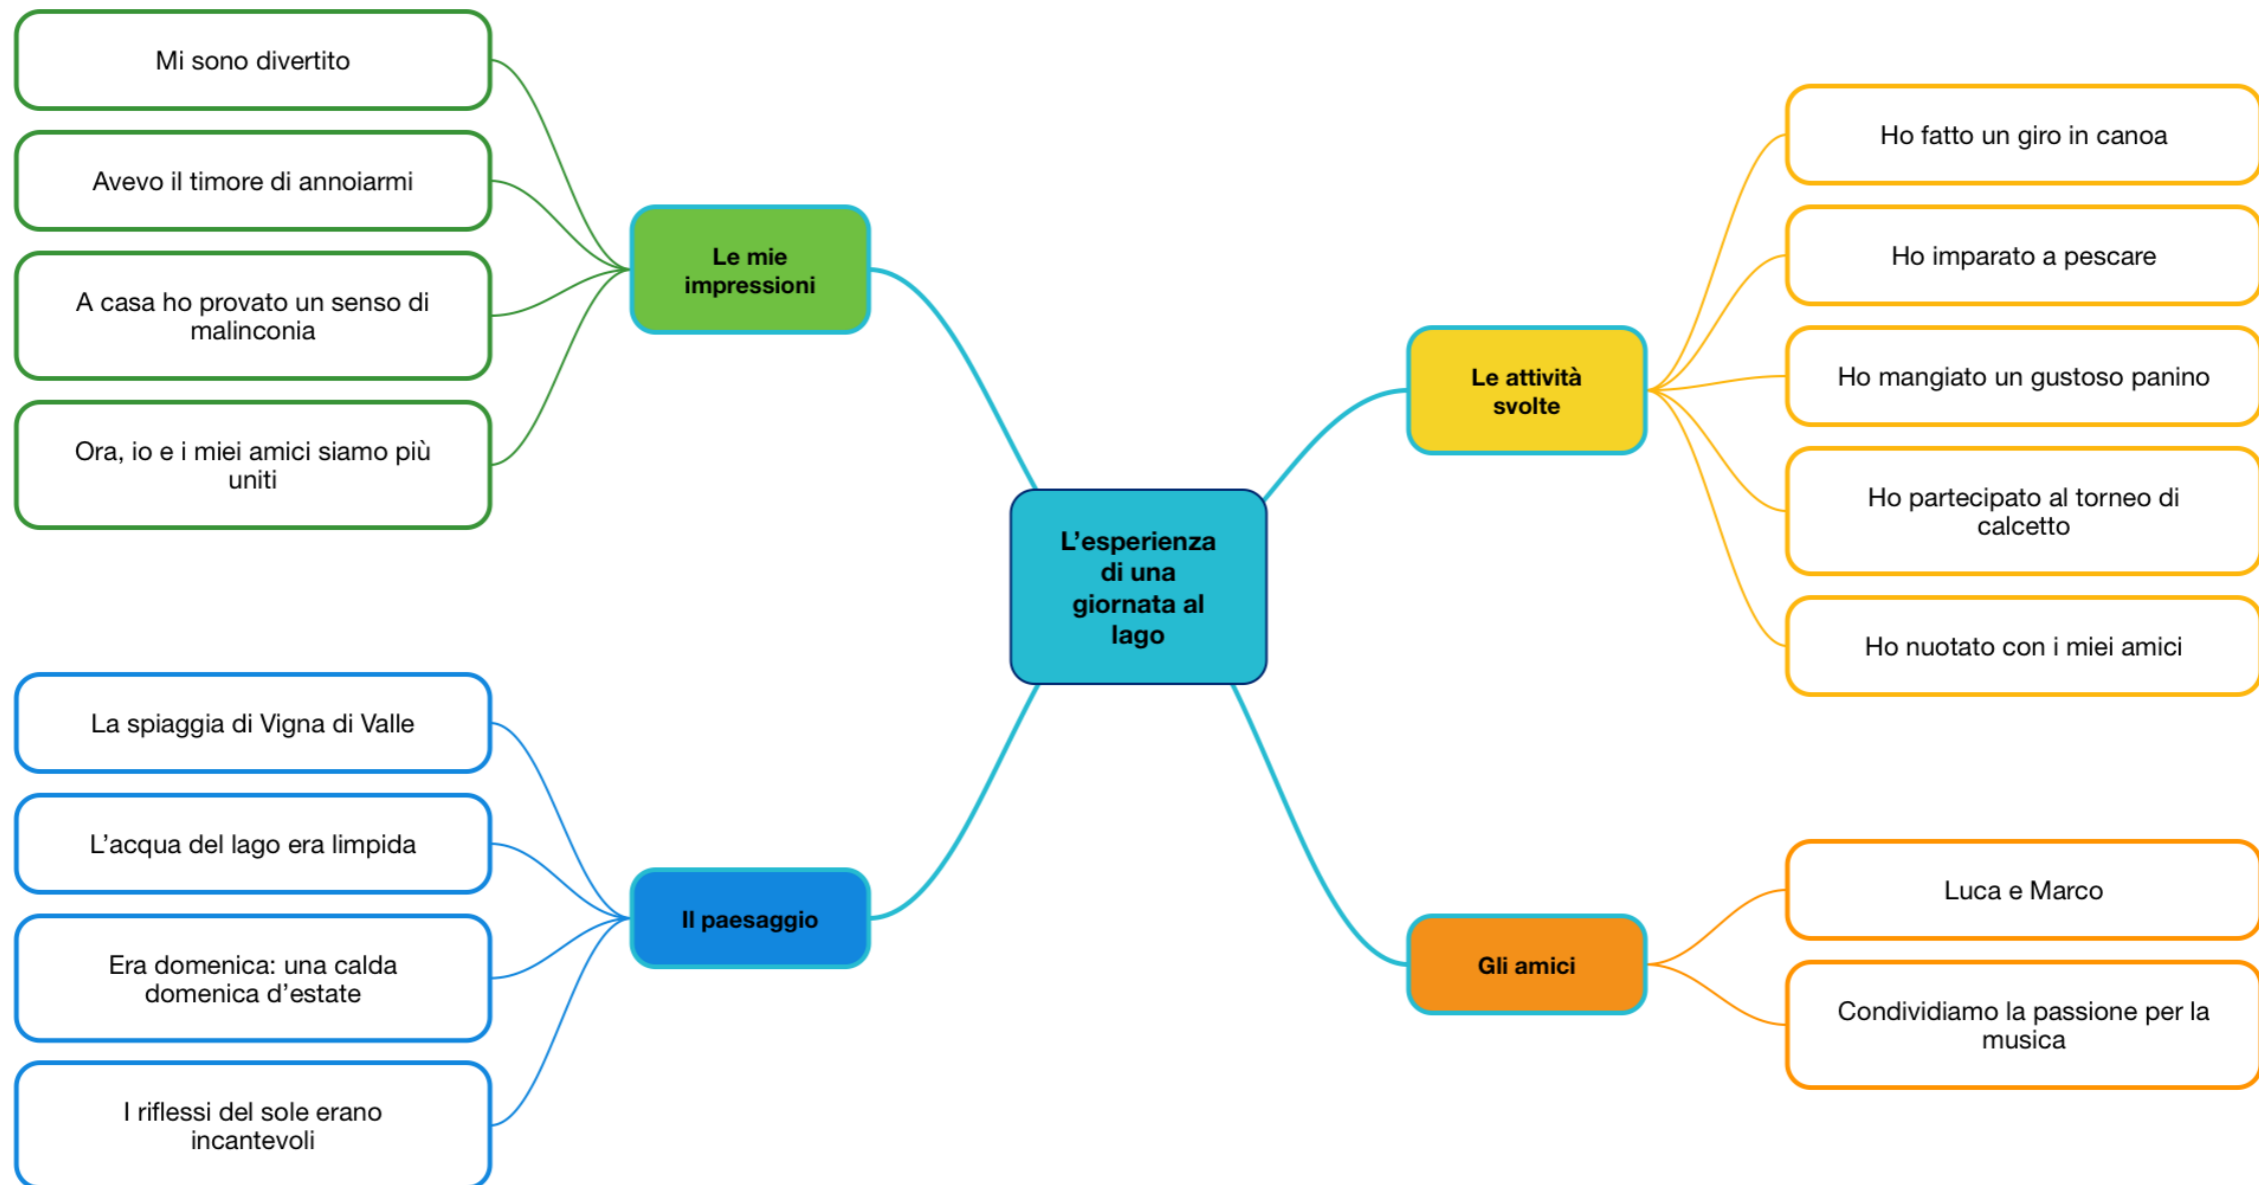 Mi sono divertito
Avevo il timore di annoiarmi
A casa ho provato un senso di
malinconia
Ora, io e i miei amici siamo più
uniti
Le mie
impressioni
La spiaggia di Vigna di Valle
L’acqua del lago era limpida
Era domenica: una calda
domenica d’estate
I riflessi del sole erano
incantevoli
Il paesaggio
L’esperienza
di una
giornata al
lago
Le attività
svolte
Ho fatto un giro in canoa
Ho imparato a pescare
Ho mangiato un gustoso panino
Ho partecipato al torneo di
calcetto
Ho nuotato con i miei amici
Gli amici
Luca e Marco
Condividiamo la passione per la
musica